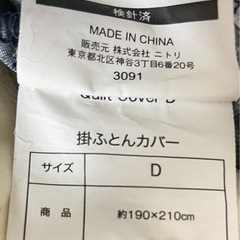 検針済
MADE IN CHINA
販売元 株式会社 ニトリ
東京都北区神谷3丁目6番20号
3091
Quilt Cover D
掛ふとんカバー
サイズ D
商品 約190×210cm